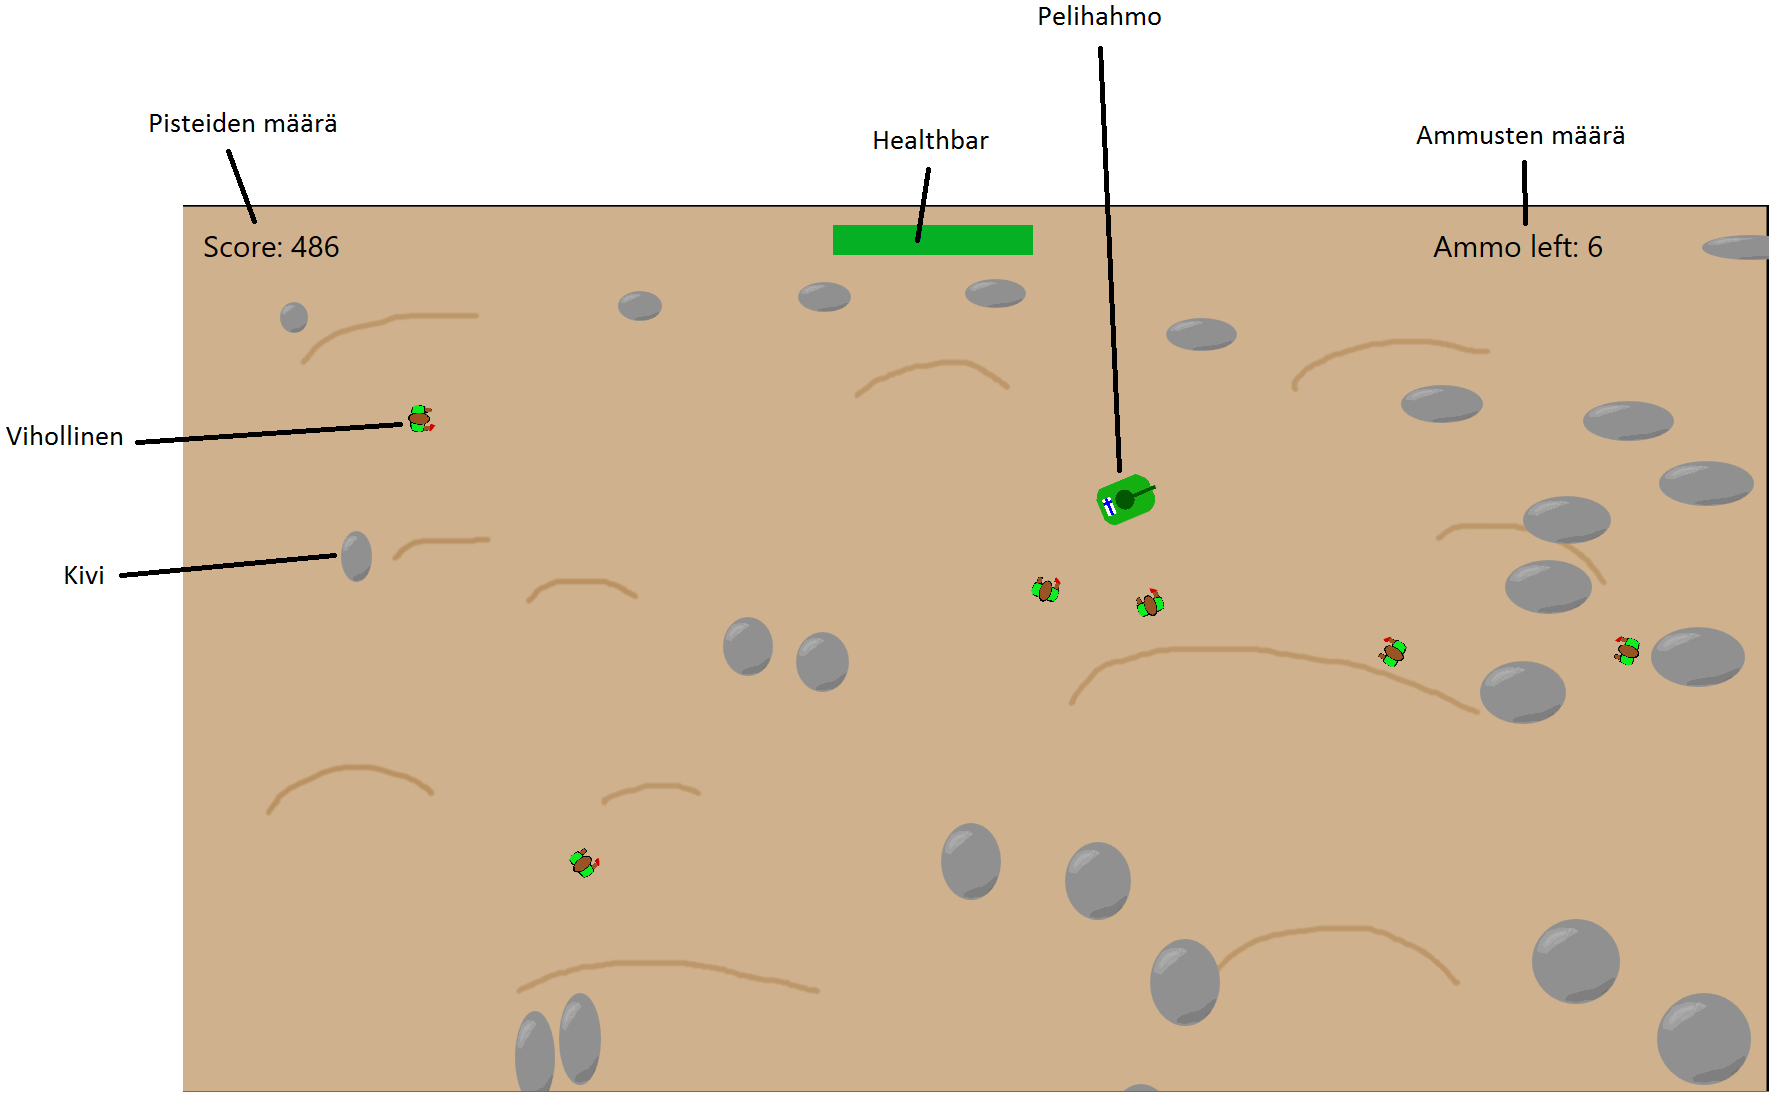 Pelihahmo
Pisteiden määrä
Healthbar
Ammusten määrä
Score: 486
Ammo left: 6
Vihollinen
Kivi